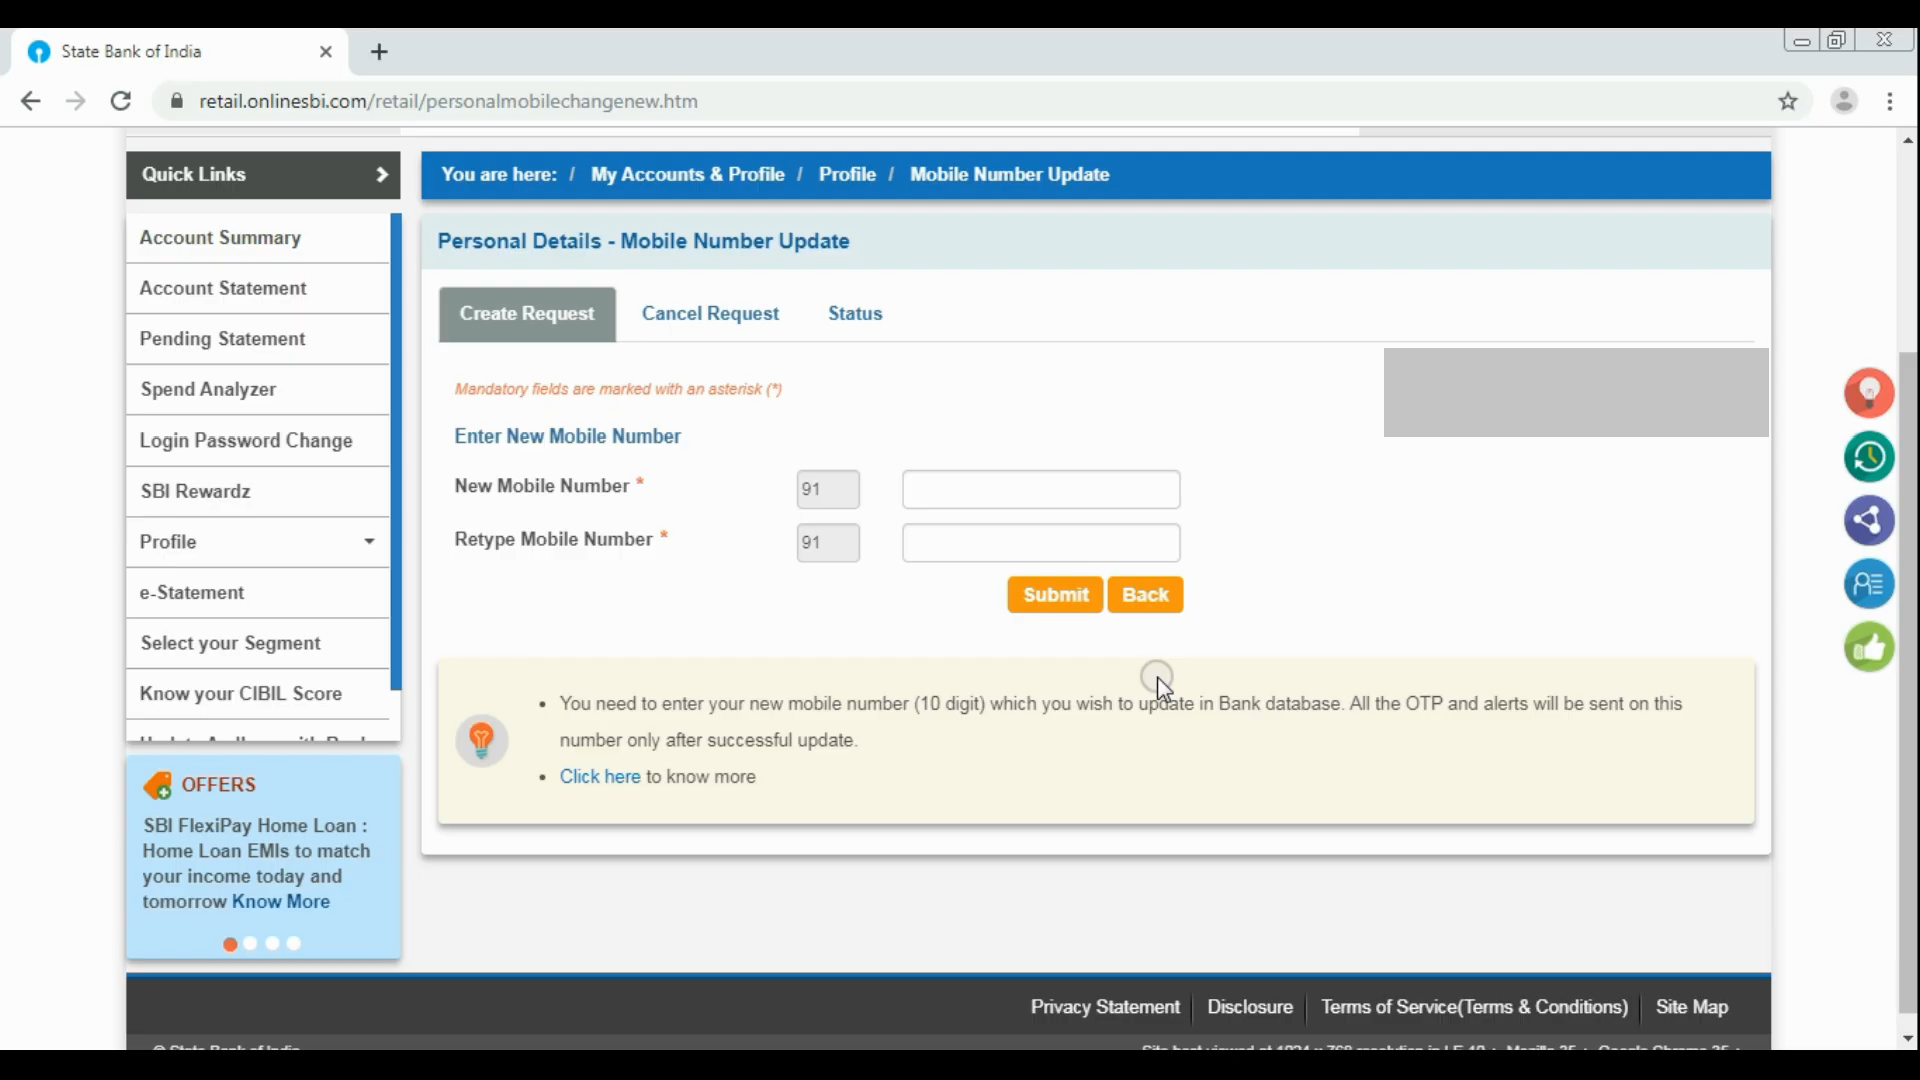 State Bank of India
retail.onlinesbi.com/retail/personalmobilechangenew.htm
Quick Links
You are here: / My Accounts & Profile / Profile / Mobile Number Update
Account Summary
Account Statement
Pending Statement
Spend Analyzer
Login Password Change
SBI Rewardz
Profile
e-Statement
Select your Segment
Know your CIBIL Score
OFFERS
SBI FlexiPay Home Loan :
Home Loan EMIs to match
your income today and
tomorrow Know More
Personal Details - Mobile Number Update
Create Request
Cancel Request
Status
Mandatory fields are marked with an asterisk (*)
Enter New Mobile Number
New Mobile Number *
91
Retype Mobile Number *
91
Submit
Back
You need to enter your new mobile number (10 digit) which you wish to update in Bank database. All the OTP and alerts will be sent on this
number only after successful update.
Click here to know more
Privacy Statement
Disclosure
Terms of Service(Terms & Conditions)
Site Map